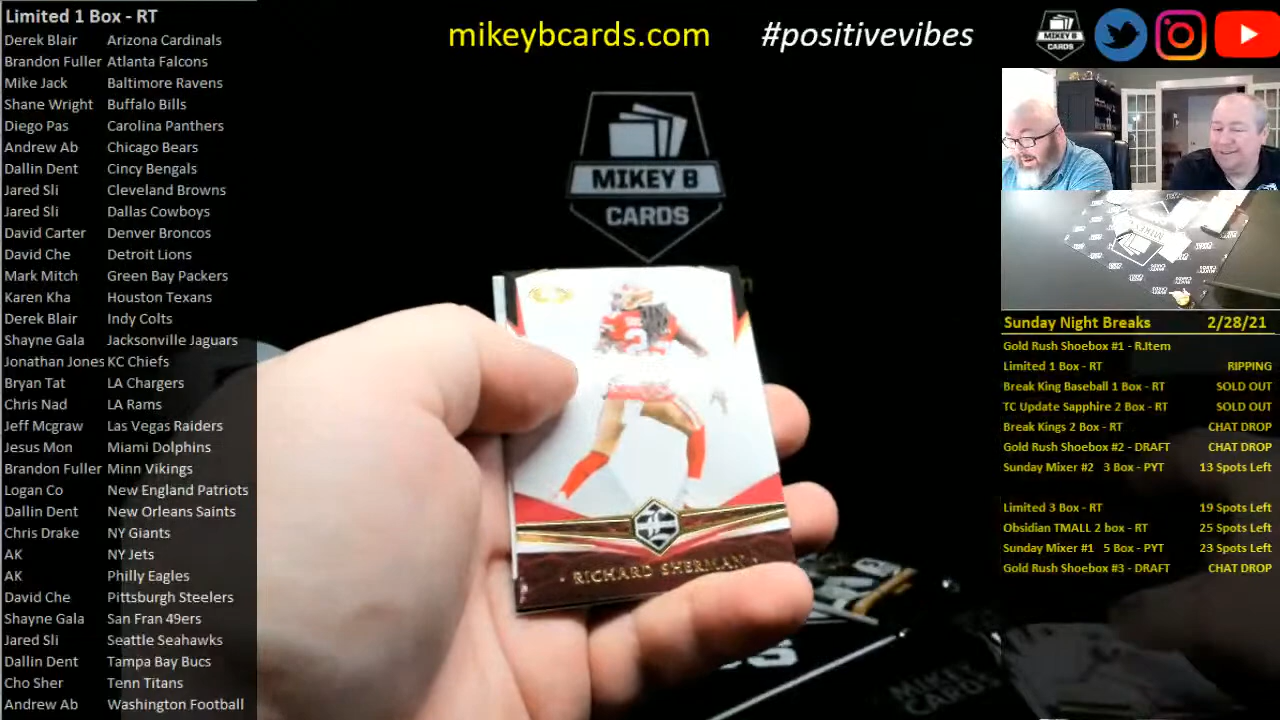 Limited 1 Box - RT
Derek Blair Arizona Cardinals
Brandon Fuller Atlanta Falcons
Mike Jack Baltimore Ravens
Shane Wright Buffalo Bills
Diego Pas Carolina Panthers
Andrew Ab Chicago Bears
Dallin Dent Cincy Bengals
Jared Sli Cleveland Browns
Jared Sli Dallas Cowboys
David Carter Denver Broncos
David Che Detroit Lions
Mark Mitch Green Bay Packers
Karen Kha Houston Texans
Derek Blair Indy Colts
Shayne Gala Jacksonville Jaguars
Jonathan Jones KC Chiefs
Bryan Tat LA Chargers
Chris Nad LA Rams
Jeff Mcgraw Las Vegas Raiders
Jesus Mon Miami Dolphins
Brandon Fuller Minn Vikings
Logan Co New England Patriots
Dallin Dent New Orleans Saints
Chris Drake NY Giants
AK NY Jets
AK Philly Eagles
David Che Pittsburgh Steelers
Shayne Gala San Fran 49ers
Jared Sli Seattle Seahawks
Dallin Dent Tampa Bay Bucs
Cho Sher Tenn Titans
Andrew Ab Washington Football
mikeybcards.com #positivevibes
MIKEY B
CARDS
MIKEY B
CARDS
RICHARD SHERMAN
MIKEY
CARDS
Sunday Night Breaks 2/28/21
Gold Rush Shoebox #1 - R.Item
Limited 1 Box - RT RIPPING
Break King Baseball 1 Box - RT SOLD OUT
TC Update Sapphire 2 Box - RT SOLD OUT
Break Kings 2 Box - RT CHAT DROP
Gold Rush Shoebox #2 - DRAFT CHAT DROP
Sunday Mixer #2 3 Box - PYT 13 Spots Left
Limited 3 Box - RT 19 Spots Left
Obsidian TMALL 2 box - RT 25 Spots Left
Sunday Mixer #1 5 Box - PYT 23 Spots Left
Gold Rush Shoebox #3 - DRAFT CHAT DROP